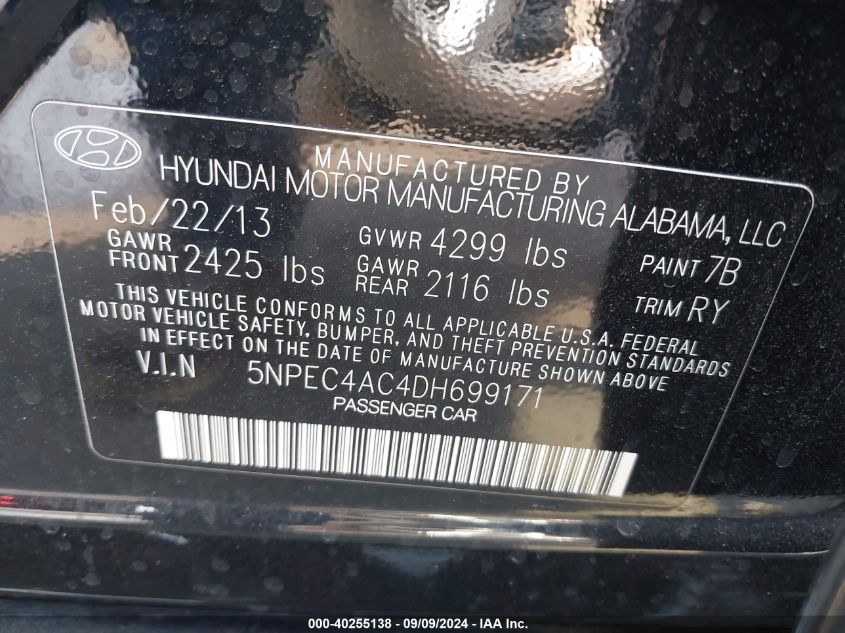 MANUFACTURED BY
HYUNDAI MOTOR MANUFACTURING ALABAMA, LLC
Feb/22/13 GVWR 4299 lbs PAINT 7B
GAWR FRONT 2425 lbs GAWR REAR 2116 lbs TRIM RY
THIS VEHICLE CONFORMS TO ALL APPLICABLE U.S.A. FEDERAL
MOTOR VEHICLE SAFETY, BUMPER, AND THEFT PREVENTION STANDARDS
IN EFFECT ON THE DATE OF MANUFACTURE SHOWN ABOVE
V.I.N 5NPEC4AC4DH699171
PASSENGER CAR
000-40255138 - 09/09/2024 - IAA Inc.